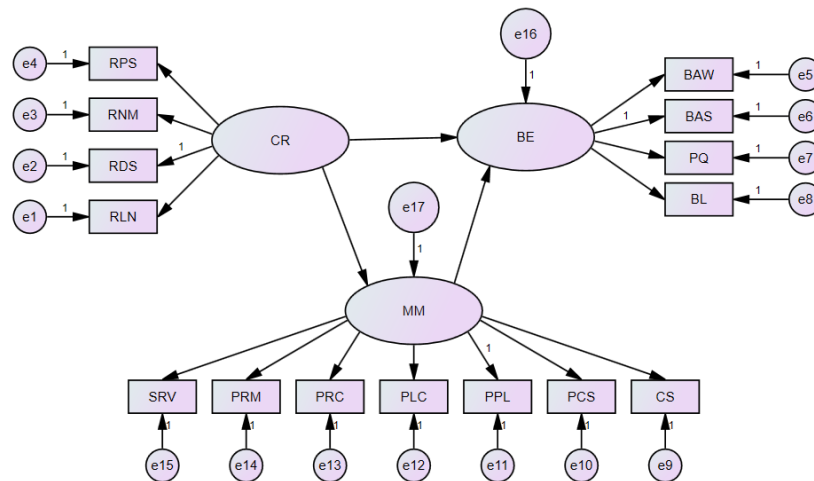 e16
e4 1 RPS
1
BAW 1 e5
e3 1 RNM
1 BAS 1 e6
CR
BE
e2 1 RDS 1
PQ 1 e7
e17
BL 1 e8
e1 1 RLN
1
MM
1
SRV PRM PRC PLC PPL PCS CS
1 1 1 1 1 1 1
e15 e14 e13 e12 e11 e10 e9